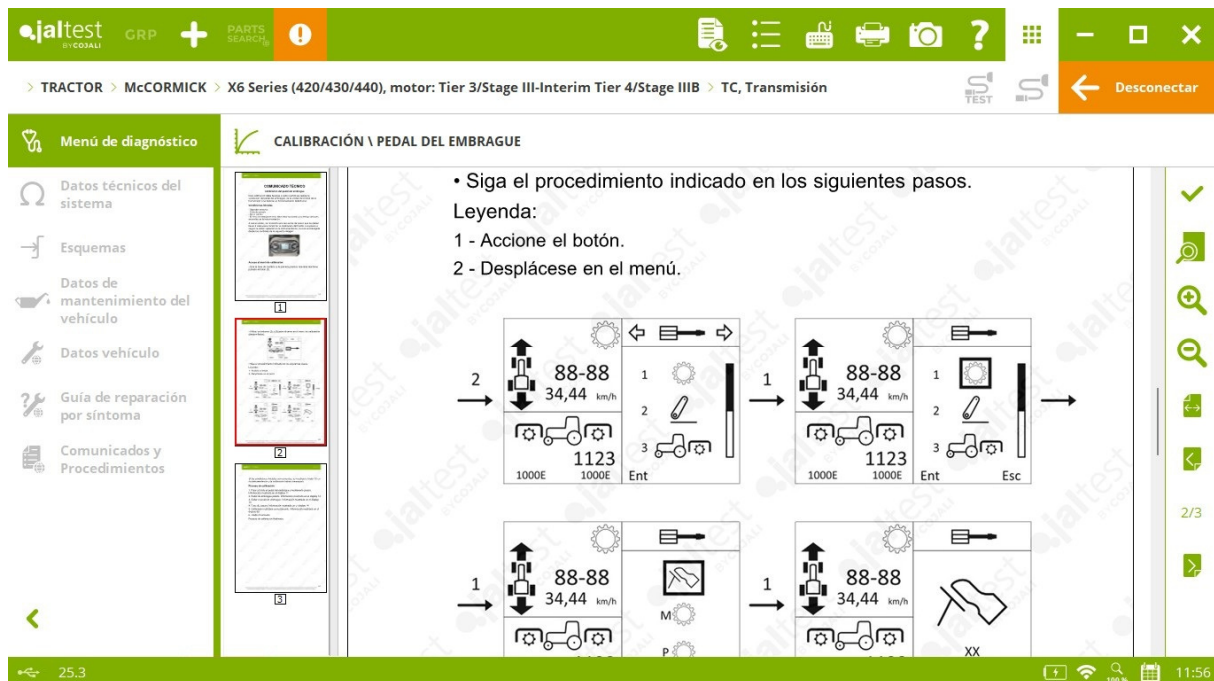 jaltest
BY COJALI
GRP
PARTS SEARCH
> TRACTOR > McCORMICK > X6 Series (420/430/440), motor: Tier 3/Stage III-Interim Tier 4/Stage IIIB > TC, Transmisión
TEST
Desconectar
Menú de diagnóstico
CALIBRACIÓN \ PEDAL DEL EMBRAGUE
Datos técnicos del
sistema
Esquemas
Datos de
mantenimiento del
vehículo
Datos vehículo
Guía de reparación
por síntoma
Comunicados y
Procedimientos
COMUNICADO TÉCNICO
1
2
3
• Siga el procedimiento indicado en los siguientes pasos.
Leyenda:
1 - Accione el botón.
2 - Desplácese en el menú.
2
88-88
34,44 km/h
1123
1000E 1000E
1
2
3
Ent
1
88-88
34,44 km/h
1123
1000E 1000E
1
2
3
Ent Esc
1
88-88
34,44 km/h
M
P
1
88-88
34,44 km/h
XX
2/3
25.3
100 %
11:56